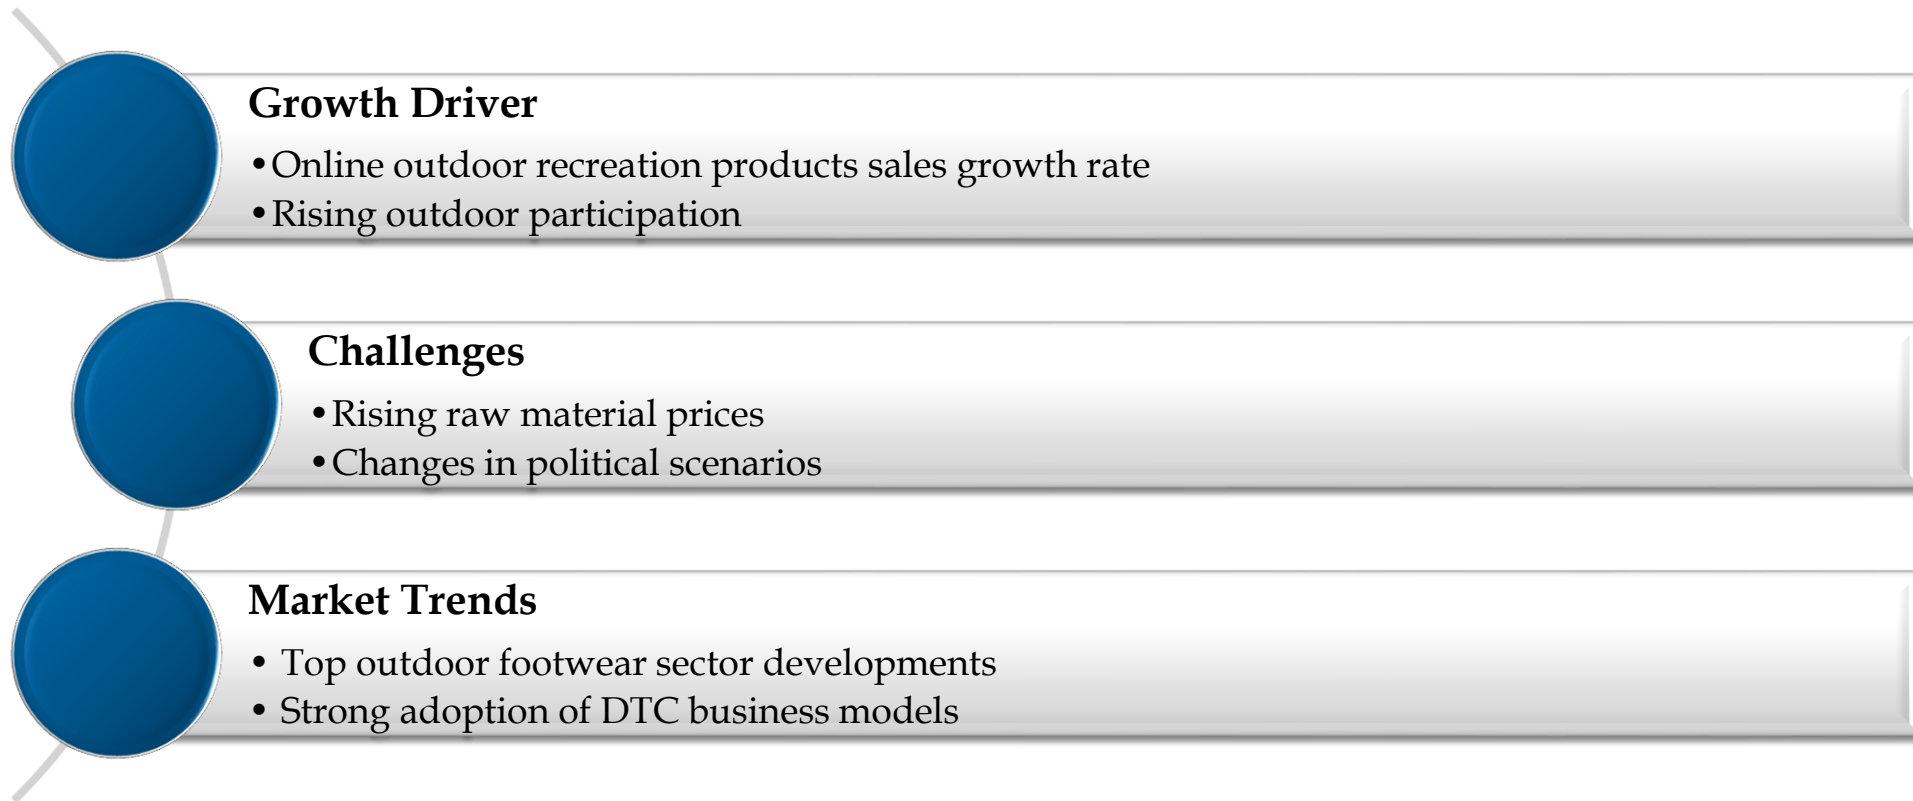 Growth Driver
•Online outdoor recreation products sales growth rate
•Rising outdoor participation
Challenges
•Rising raw material prices
•Changes in political scenarios
Market Trends
• Top outdoor footwear sector developments
• Strong adoption of DTC business models